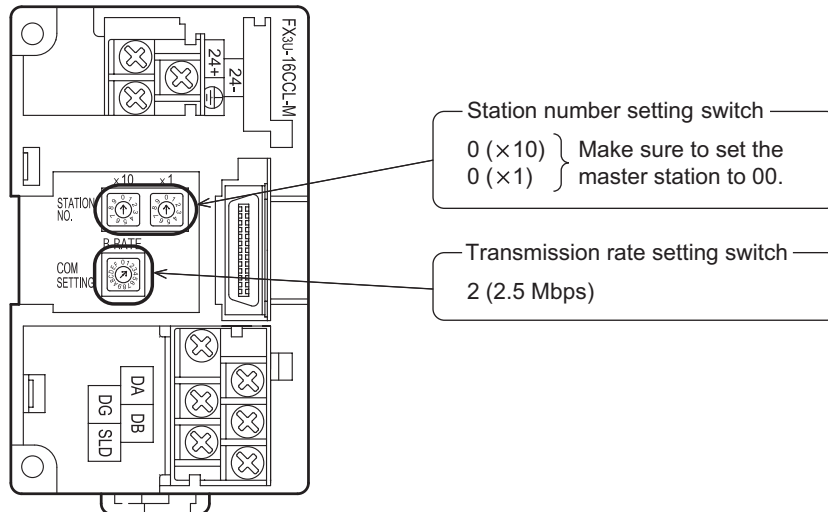 FX3U-16CCL-M
24+
24-
Station number setting switch
0 (×10)
0 (×1)
Make sure to set the
master station to 00.
×10 ×1
STATION
NO.
B RATE
COM
SETTING
Transmission rate setting switch
2 (2.5 Mbps)
DA
DB
DG
SLD